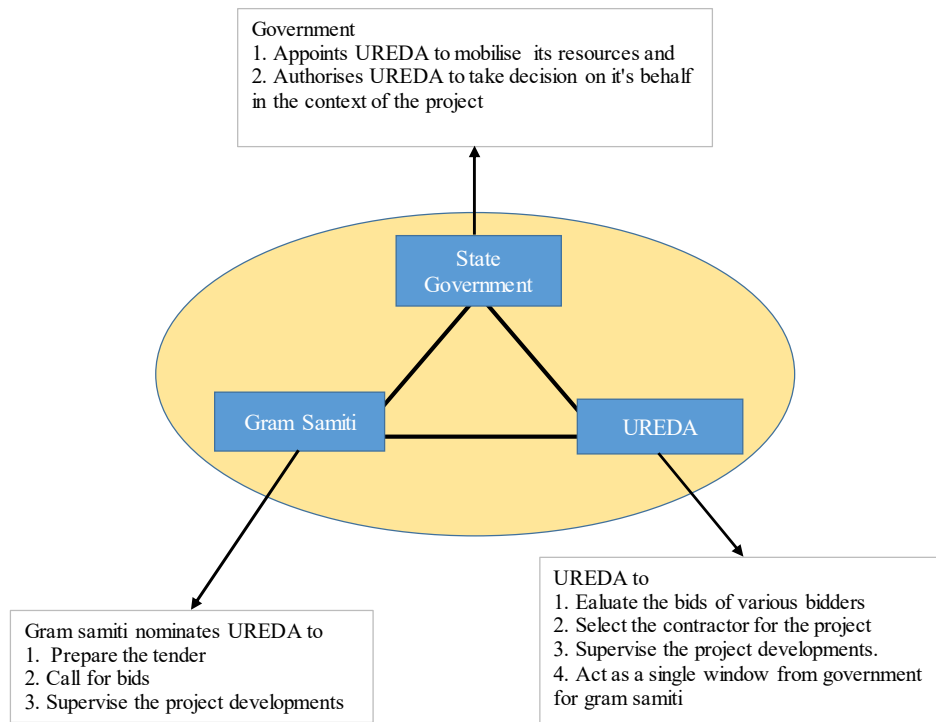 Government
1. Appoints UREDA to mobilise its resources and
2. Authorises UREDA to take decision on it's behalf
in the context of the project
State
Government
Gram Samiti
UREDA
Gram samiti nominates UREDA to
1. Prepare the tender
2. Call for bids
3. Supervise the project developments
UREDA to
1. Ealuate the bids of various bidders
2. Select the contractor for the project
3. Supervise the project developments.
4. Act as a single window from government
for gram samiti